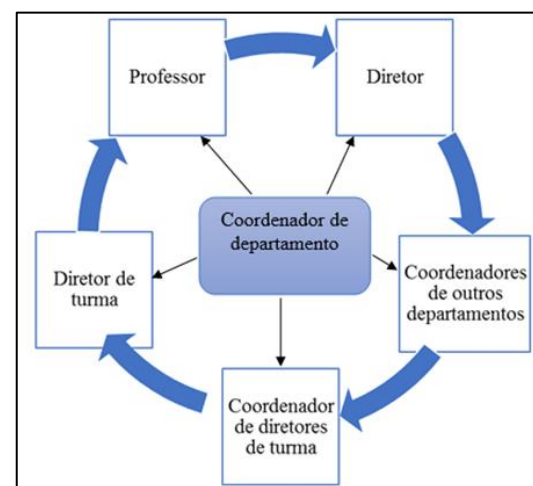 Professor
Diretor
Coordenador de
departamento
Diretor de
turma
Coordenadores
de outros
departamentos
Coordenador
de diretores
de turma